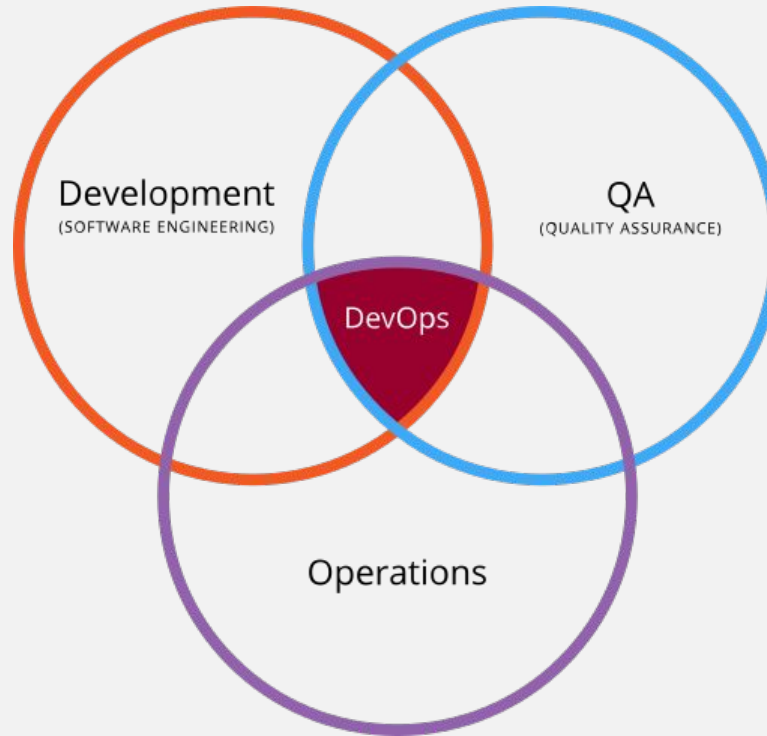 Development
(SOFTWARE ENGINEERING)
QA
(QUALITY ASSURANCE)
DevOps
Operations